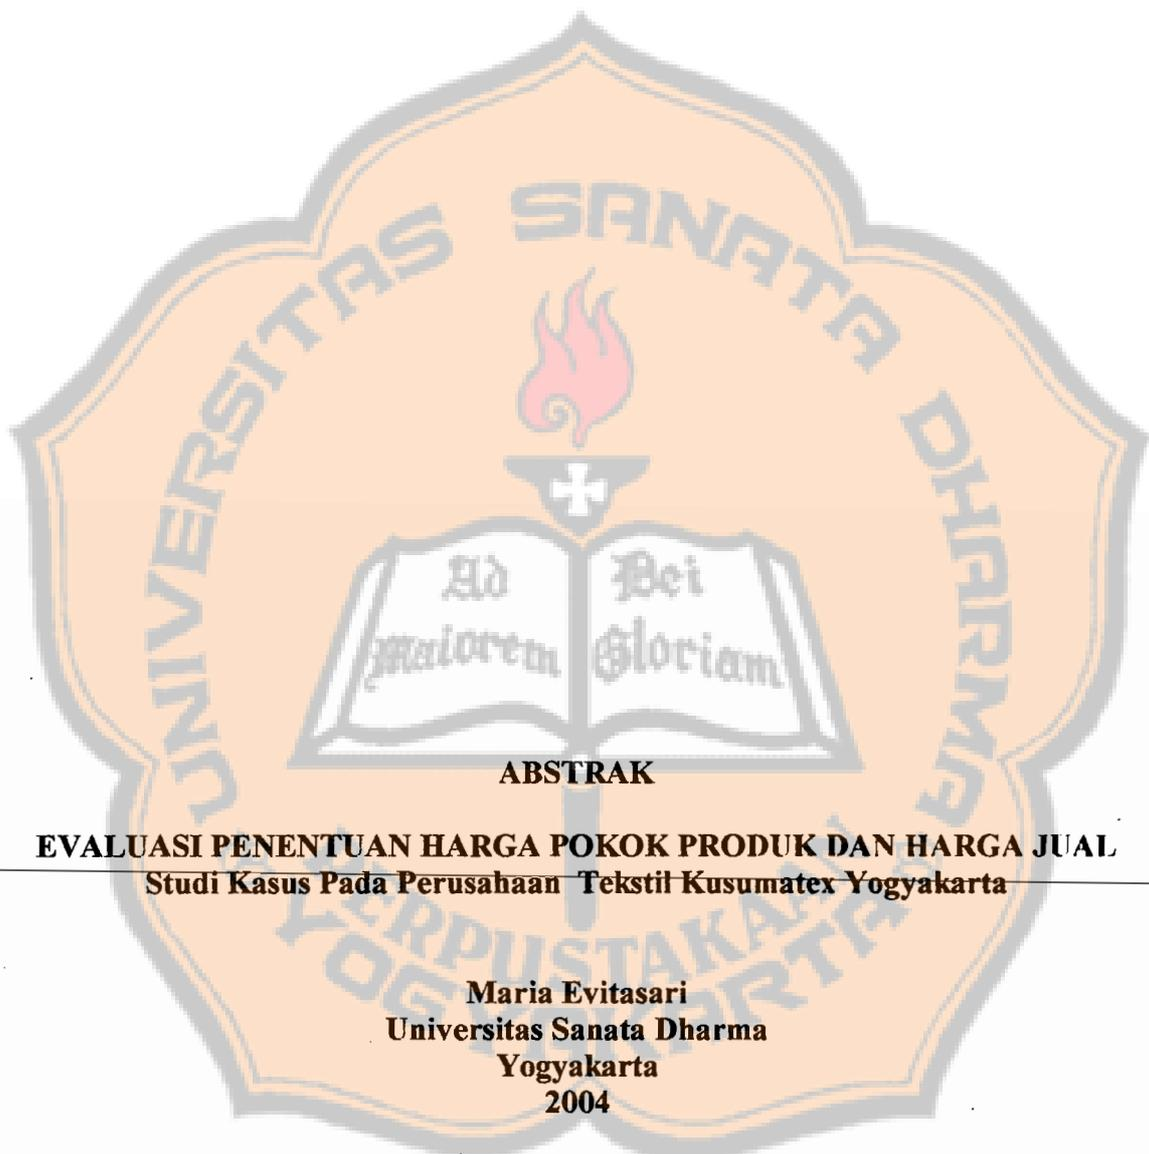 UNIVERSITAS SANATA DHARMA
Ad Dei
Maiorem Gloriam
ABSTRAK
EVALUASI PENENTUAN HARGA POKOK PRODUK DAN HARGA JUAL
Studi Kasus Pada Perusahaan Tekstil Kusumatex Yogyakarta
PERPUSTAKAAN
YOGYAKARTA
Maria Evitasari
Universitas Sanata Dharma
Yogyakarta
2004